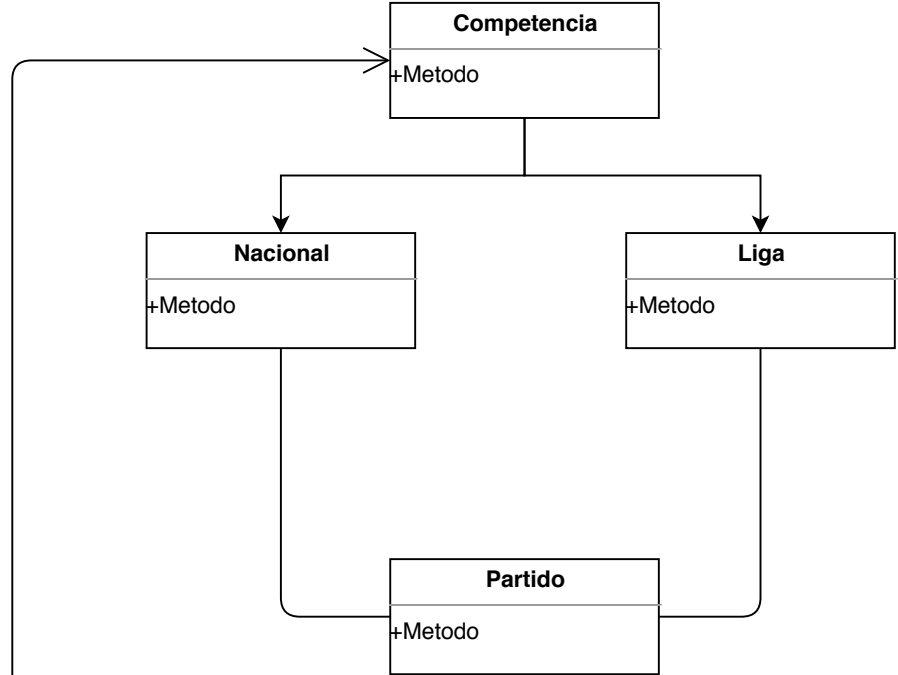 Competencia
+Metodo
Nacional
+Metodo
Liga
+Metodo
Partido
+Metodo